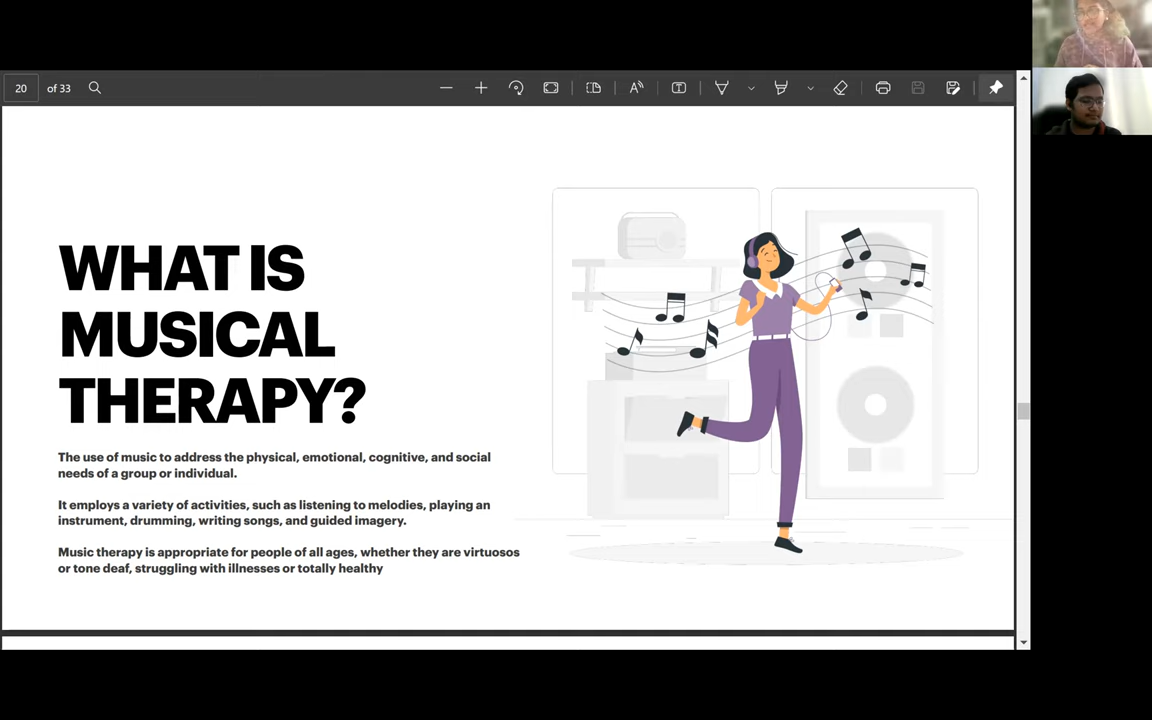 20 of 33
WHAT IS
MUSICAL
THERAPY?
The use of music to address the physical, emotional, cognitive, and social
needs of a group or individual.
It employs a variety of activities, such as listening to melodies, playing an
instrument, drumming, writing songs, and guided imagery.
Music therapy is appropriate for people of all ages, whether they are virtuosos
or tone deaf, struggling with illnesses or totally healthy